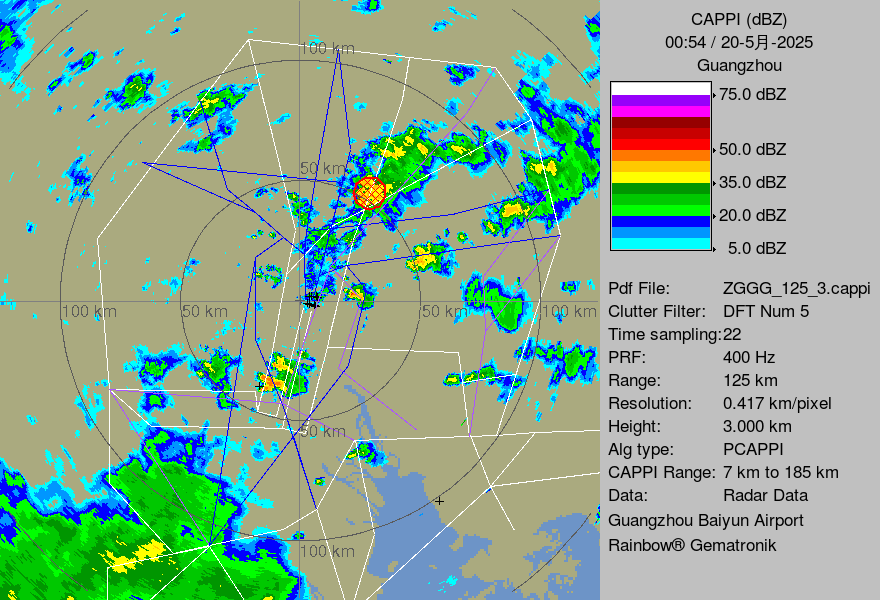 CAPPI (dBZ)
00:54 / 20-5月-2025
Guangzhou
75.0 dBZ
50.0 dBZ
35.0 dBZ
20.0 dBZ
5.0 dBZ
Pdf File: ZGGG_125_3.cappi
Clutter Filter: DFT Num 5
Time sampling:22
PRF: 400 Hz
Range: 125 km
Resolution: 0.417 km/pixel
Height: 3.000 km
Alg type: PCAPPI
CAPPI Range: 7 km to 185 km
Data: Radar Data
Guangzhou Baiyun Airport
Rainbow® Gematronik
100 km
50 km
100 km
50 km
50 km
100 km
50 km
100 km